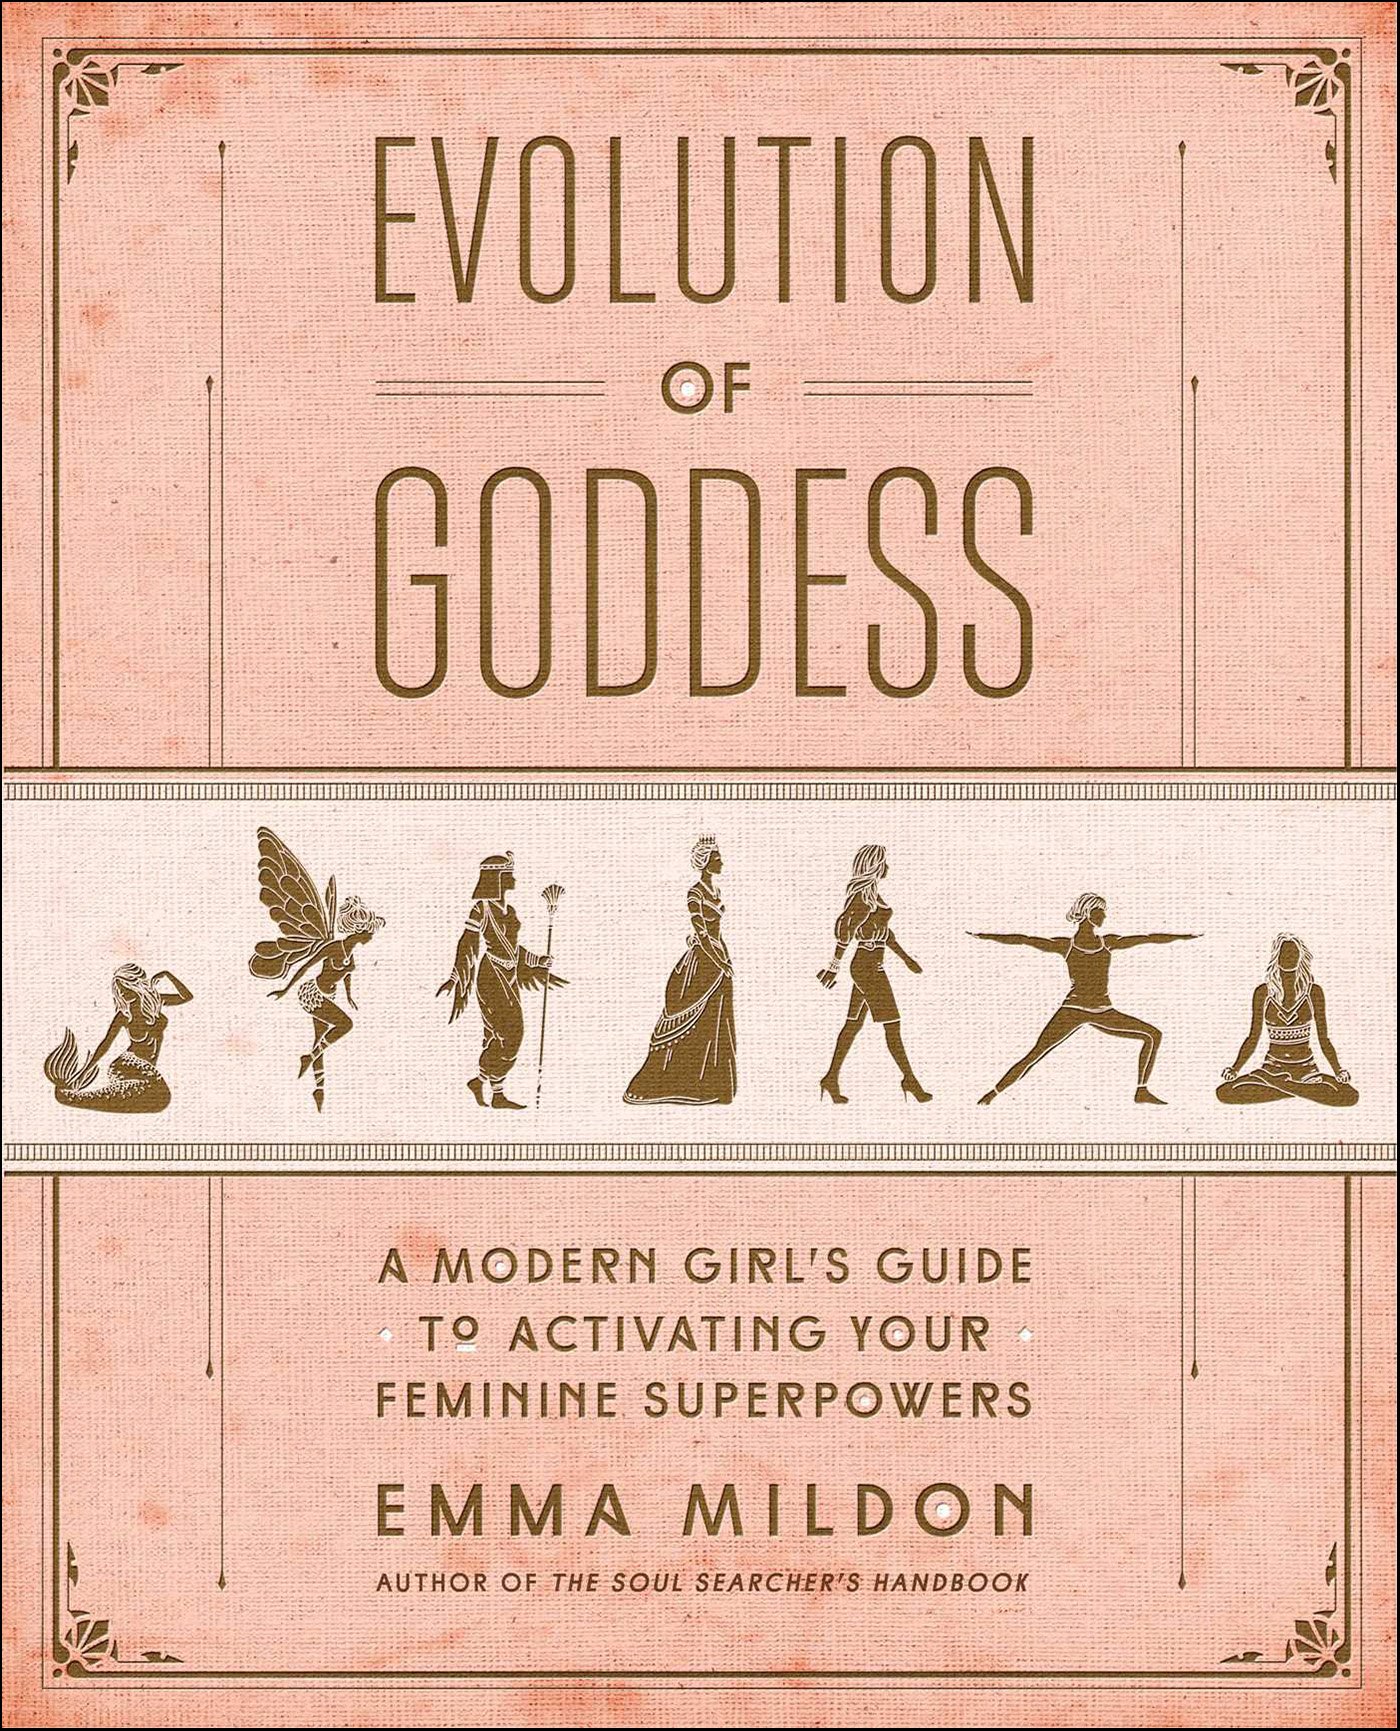 EVOLUTION
OF
GODDESS
A MODERN GIRL'S GUIDE
TO ACTIVATING YOUR
FEMININE SUPERPOWERS
EMMA MILDON
AUTHOR OF THE SOUL SEARCHER'S HANDBOOK